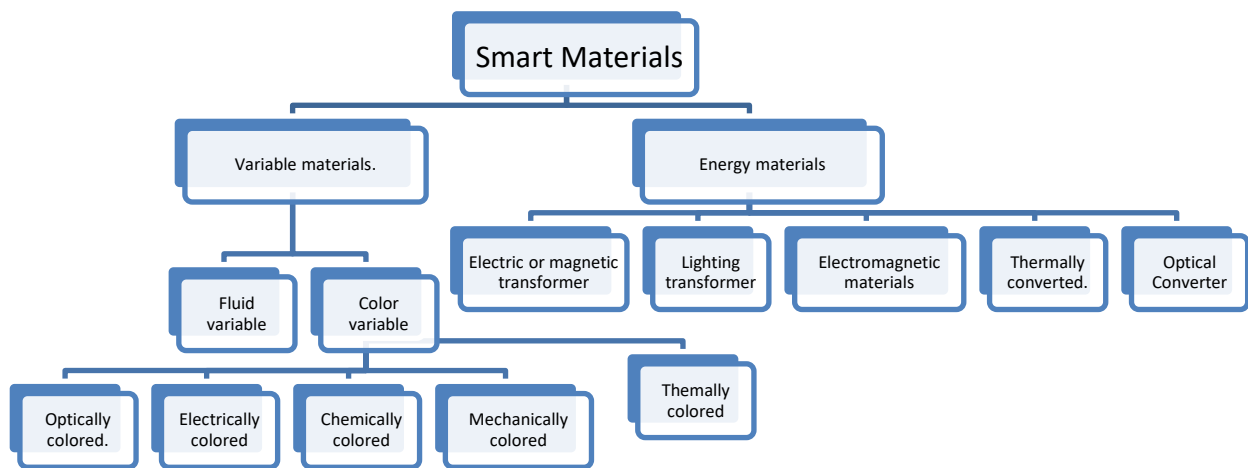 Smart Materials
Variable materials.
Energy materials
Electric or magnetic
transformer
Lighting
transformer
Electromagnetic
materials
Thermally
converted.
Optical
Converter
Fluid
variable
Color
variable
Themally
colored
Optically
colored.
Electrically
colored
Chemically
colored
Mechanically
colored